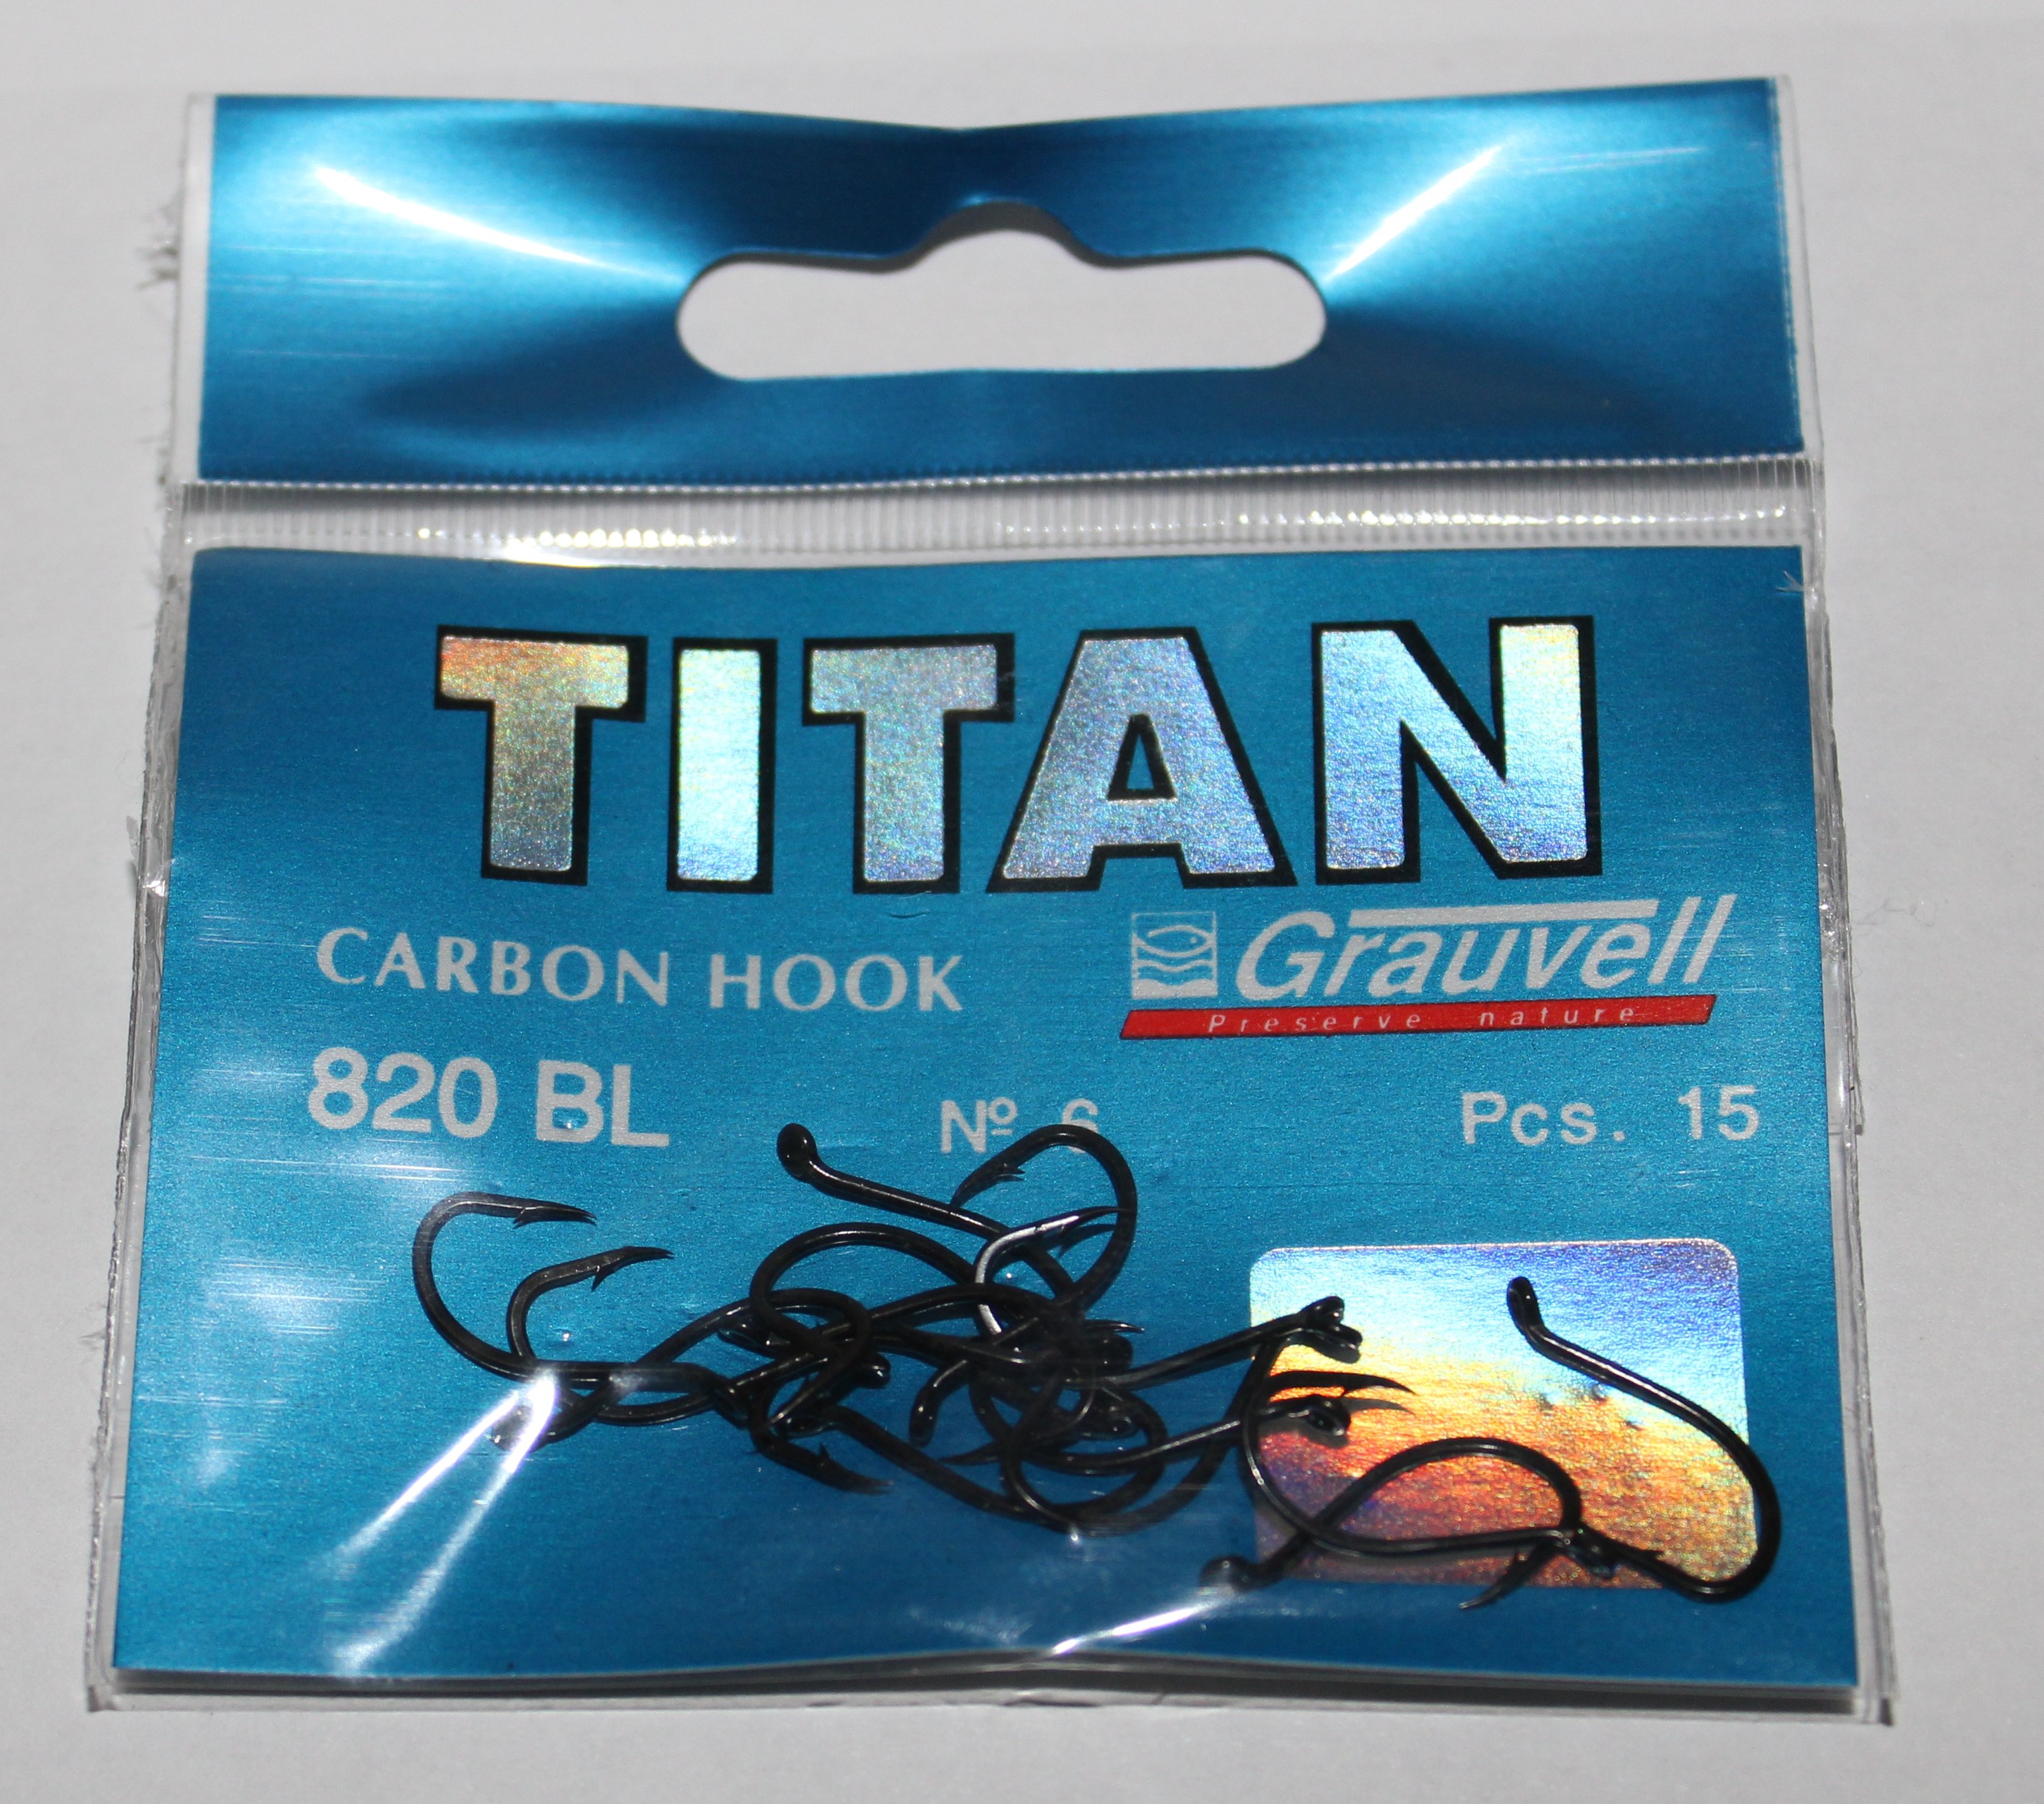 TITAN
CARBON HOOK
Grauvell
Preserve nature
820 BL Nº 6 Pcs. 15